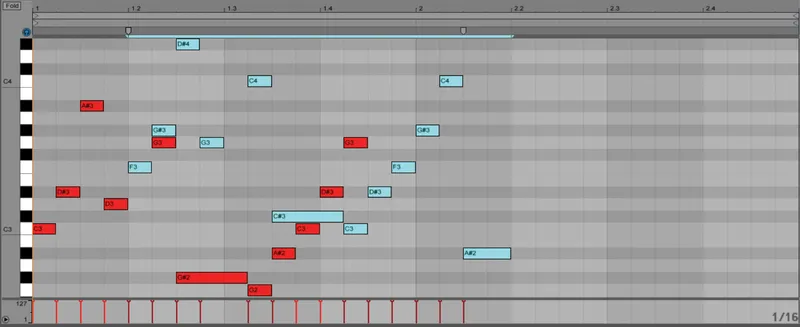 Fold 1 1.2 1.3 1.4 2 2.2 2.3 2.4
D#4
C4 C4 C4
A#3
G#3 G#3
G3 G3 G3
F3 F3
D#3 D#3 D#3
D3
C#3
C3 C3 C3 C3
A#2 A#2
G#2
G2
127
1 1/16